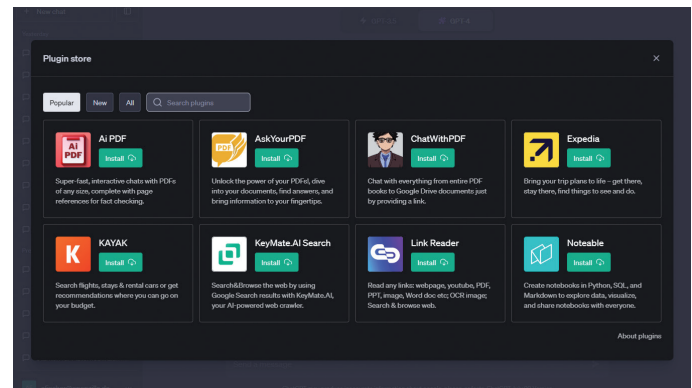 New chat
GPT-3.5
GPT-4
Plugin store
Popular
New
All
Search plugins
Ai PDF
Install
Super-fast, interactive chats with PDFs
of any size, complete with page
references for fact checking.
AskYourPDF
Install
Unlock the power of your PDFs!, dive
into your documents, find answers, and
bring information to your fingertips.
ChatWithPDF
Install
Chat with everything from entire PDF
books to Google Drive documents just
by providing a link.
Expedia
Install
Bring your trip plans to life – get there,
stay there, find things to see and do.
KAYAK
Install
Search flights, stays & rental cars or get
recommendations where you can go on
your budget.
KeyMate.AI Search
Install
Search&Browse the web by using
Google Search results with KeyMate.AI,
your AI-powered web crawler.
Link Reader
Install
Read any links: webpage, youtube, PDF,
PPT, image, Word doc etc; OCR image;
Search & browse web.
Noteable
Install
Create notebooks in Python, SQL, and
Markdown to explore data, visualize,
and share notebooks with everyone.
About plugins